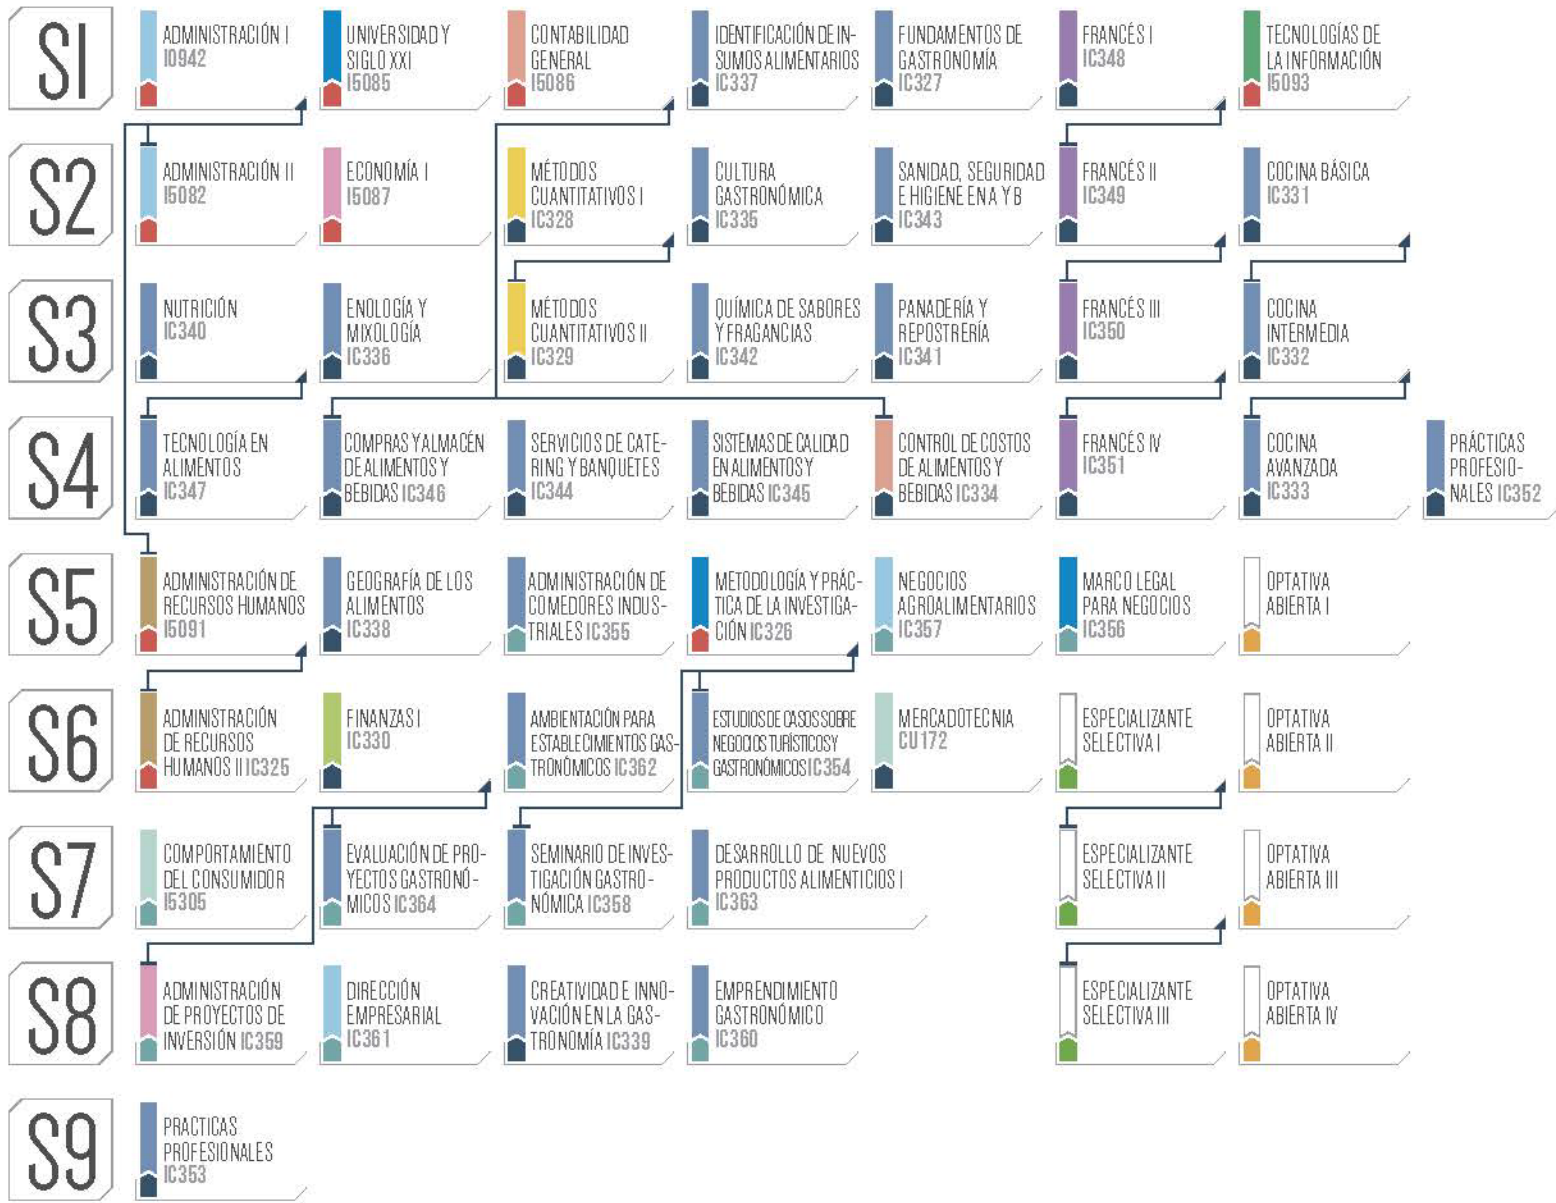 S1
ADMINISTRACIÓN I
I0942
UNIVERSIDAD Y
SIGLO XXI
I5085
CONTABILIDAD
GENERAL
I5086
IDENTIFICACIÓN DE IN-
SUMOS ALIMENTARIOS
IC337
FUNDAMENTOS DE
GASTRONOMÍA
IC327
FRANCÉS I
IC348
TECNOLOGÍAS DE
LA INFORMACIÓN
I5093
S2
ADMINISTRACIÓN II
I5082
ECONOMÍA I
I5087
MÉTODOS
CUANTITATIVOS I
IC328
CULTURA
GASTRONÓMICA
IC335
SANIDAD, SEGURIDAD
E HIGIENE EN A Y B
IC343
FRANCÉS II
IC349
COCINA BÁSICA
IC331
S3
NUTRICIÓN
IC340
ENOLOGÍA Y
MIXOLOGÍA
IC336
MÉTODOS
CUANTITATIVOS II
IC329
QUÍMICA DE SABORES
Y FRAGANCIAS
IC342
PANADERÍA Y
REPOSTRERÍA
IC341
FRANCÉS III
IC350
COCINA
INTERMEDIA
IC332
S4
TECNOLOGÍA EN
ALIMENTOS
IC347
COMPRAS Y ALMACÉN
DE ALIMENTOS Y
BEBIDAS IC346
SERVICIOS DE CATE-
RING Y BANQUETES
IC344
SISTEMAS DE CALIDAD
EN ALIMENTOS Y
BEBIDAS IC345
CONTROL DE COSTOS
DE ALIMENTOS Y
BEBIDAS IC334
FRANCÉS IV
IC351
COCINA
AVANZADA
IC333
PRÁCTICAS
PROFESIO-
NALES IC352
S5
ADMINISTRACIÓN DE
RECURSOS HUMANOS
I5091
GEOGRAFÍA DE LOS
ALIMENTOS
IC338
ADMINISTRACIÓN DE
COMEDORES INDUS-
TRIALES IC355
METODOLOGÍA Y PRÁC-
TICA DE LA INVESTIGA-
CIÓN IC326
NEGOCIOS
AGROALIMENTARIOS
IC357
MARCO LEGAL
PARA NEGOCIOS
IC356
OPTATIVA
ABIERTA I
S6
ADMINISTRACIÓN
DE RECURSOS
HUMANOS II IC325
FINANZAS I
IC330
AMBIENTACIÓN PARA
ESTABLECIMIENTOS GAS-
TRONÓMICOS IC362
ESTUDIOS DE CASOS SOBRE
NEGOCIOS TURÍSTICOS Y
GASTRONÓMICOS IC354
MERCADOTECNIA
CU172
ESPECIALIZANTE
SELECTIVA I
OPTATIVA
ABIERTA II
S7
COMPORTAMIENTO
DEL CONSUMIDOR
I5305
EVALUACIÓN DE PRO-
YECTOS GASTRONÓ-
MICOS IC364
SEMINARIO DE INVES-
TIGACIÓN GASTRO-
NÓMICA IC358
DESARROLLO DE NUEVOS
PRODUCTOS ALIMENTICIOS I
IC363
ESPECIALIZANTE
SELECTIVA II
OPTATIVA
ABIERTA III
S8
ADMINISTRACIÓN
DE PROYECTOS DE
INVERSIÓN IC359
DIRECCIÓN
EMPRESARIAL
IC361
CREATIVIDAD E INNO-
VACIÓN EN LA GAS-
TRONOMÍA IC339
EMPRENDIMIENTO
GASTRONÓMICO
IC360
ESPECIALIZANTE
SELECTIVA III
OPTATIVA
ABIERTA IV
S9
PRACTICAS
PROFESIONALES
IC353